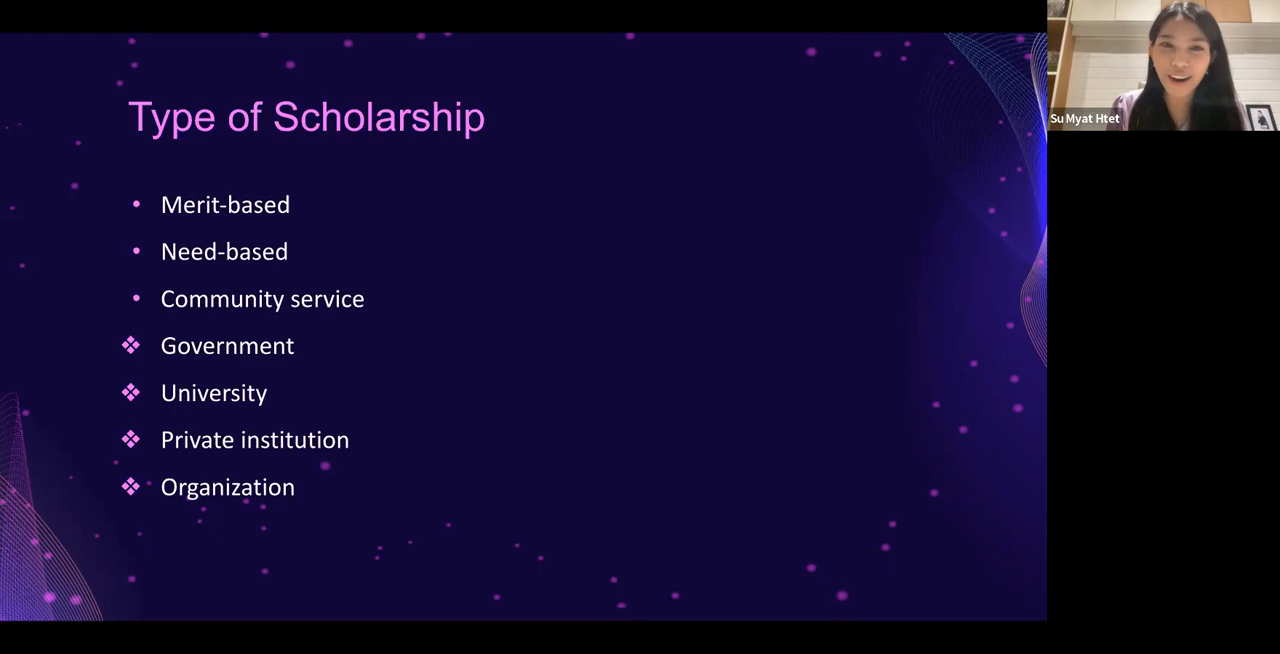 Type of Scholarship
• Merit-based
• Need-based
• Community service
❖ Government
❖ University
❖ Private institution
❖ Organization
Su Myat Htet